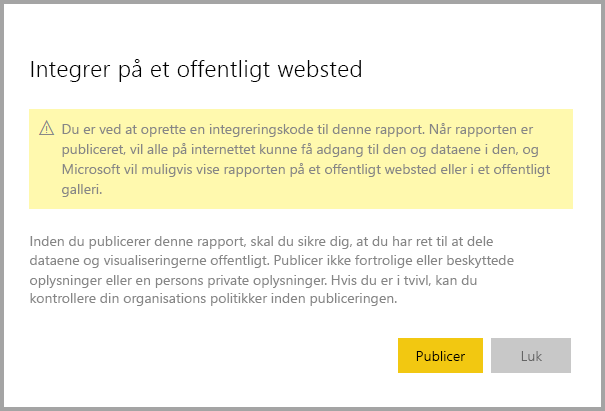 Integrer på et offentligt websted
Du er ved at oprette en integreringskode til denne rapport. Når rapporten er
publiceret, vil alle på internettet kunne få adgang til den og dataene i den, og
Microsoft vil muligvis vise rapporten på et offentligt websted eller i et offentligt
galleri.
Inden du publicerer denne rapport, skal du sikre dig, at du har ret til at dele
dataene og visualiseringerne offentligt. Publicer ikke fortrolige eller beskyttede
oplysninger eller en persons private oplysninger. Hvis du er i tvivl, kan du
kontrollere din organisations politikker inden publiceringen.
Publicer
Luk